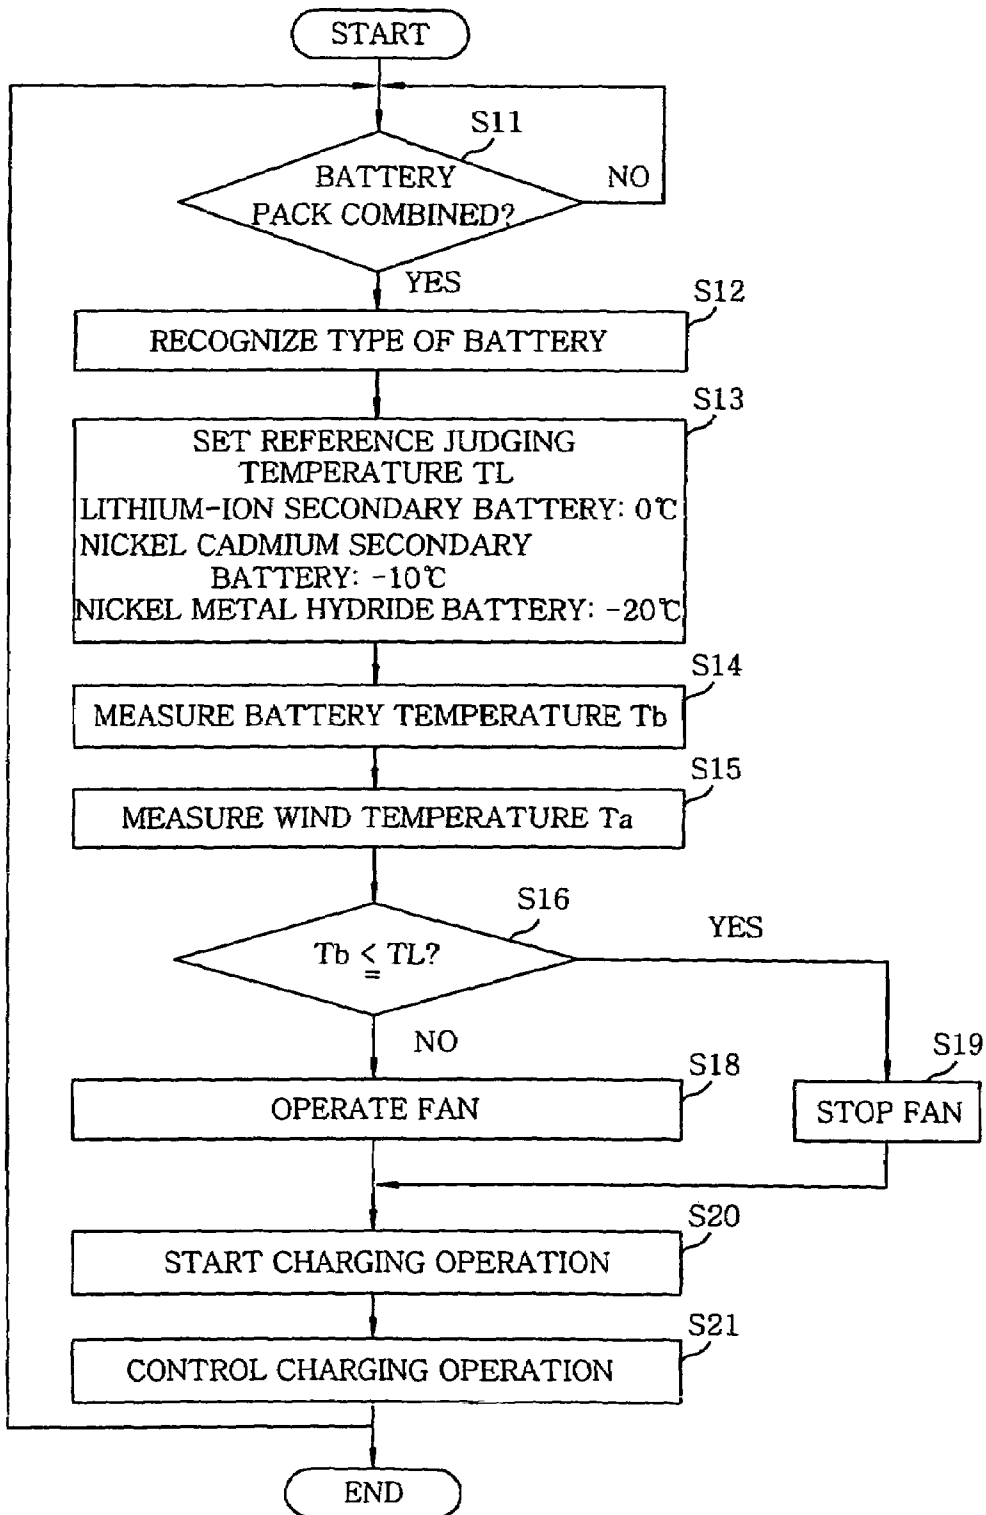 START
S11
BATTERY
PACK COMBINED?
NO
YES
S12
RECOGNIZE TYPE OF BATTERY
S13
SET REFERENCE JUDGING
TEMPERATURE TL
LITHIUM-ION SECONDARY BATTERY: 0℃
NICKEL CADMIUM SECONDARY
BATTERY: -10℃
NICKEL METAL HYDRIDE BATTERY: -20℃
S14
MEASURE BATTERY TEMPERATURE Tb
S15
MEASURE WIND TEMPERATURE Ta
S16
Tb ≦ TL?
YES
NO
S18
OPERATE FAN
S19
STOP FAN
S20
START CHARGING OPERATION
S21
CONTROL CHARGING OPERATION
END